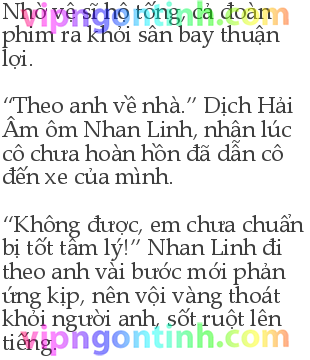 Nhờ vệ sĩ hộ tống, cả đoàn
phim ra khỏi sân bay thuận
lợi.
“Theo anh về nhà.” Dịch Hải
Âm ôm Nhan Linh, nhân lúc
cô chưa hoàn hồn đã dẫn cô
đến xe của mình.
“Không được, em chưa chuẩn
bị tốt tâm lý!” Nhan Linh đi
theo anh vài bước mới phản
ứng kịp, nên vội vàng thoát
khỏi người anh, sốt ruột lên
tiếng.
vipngontinh.com
vipngontinh.com